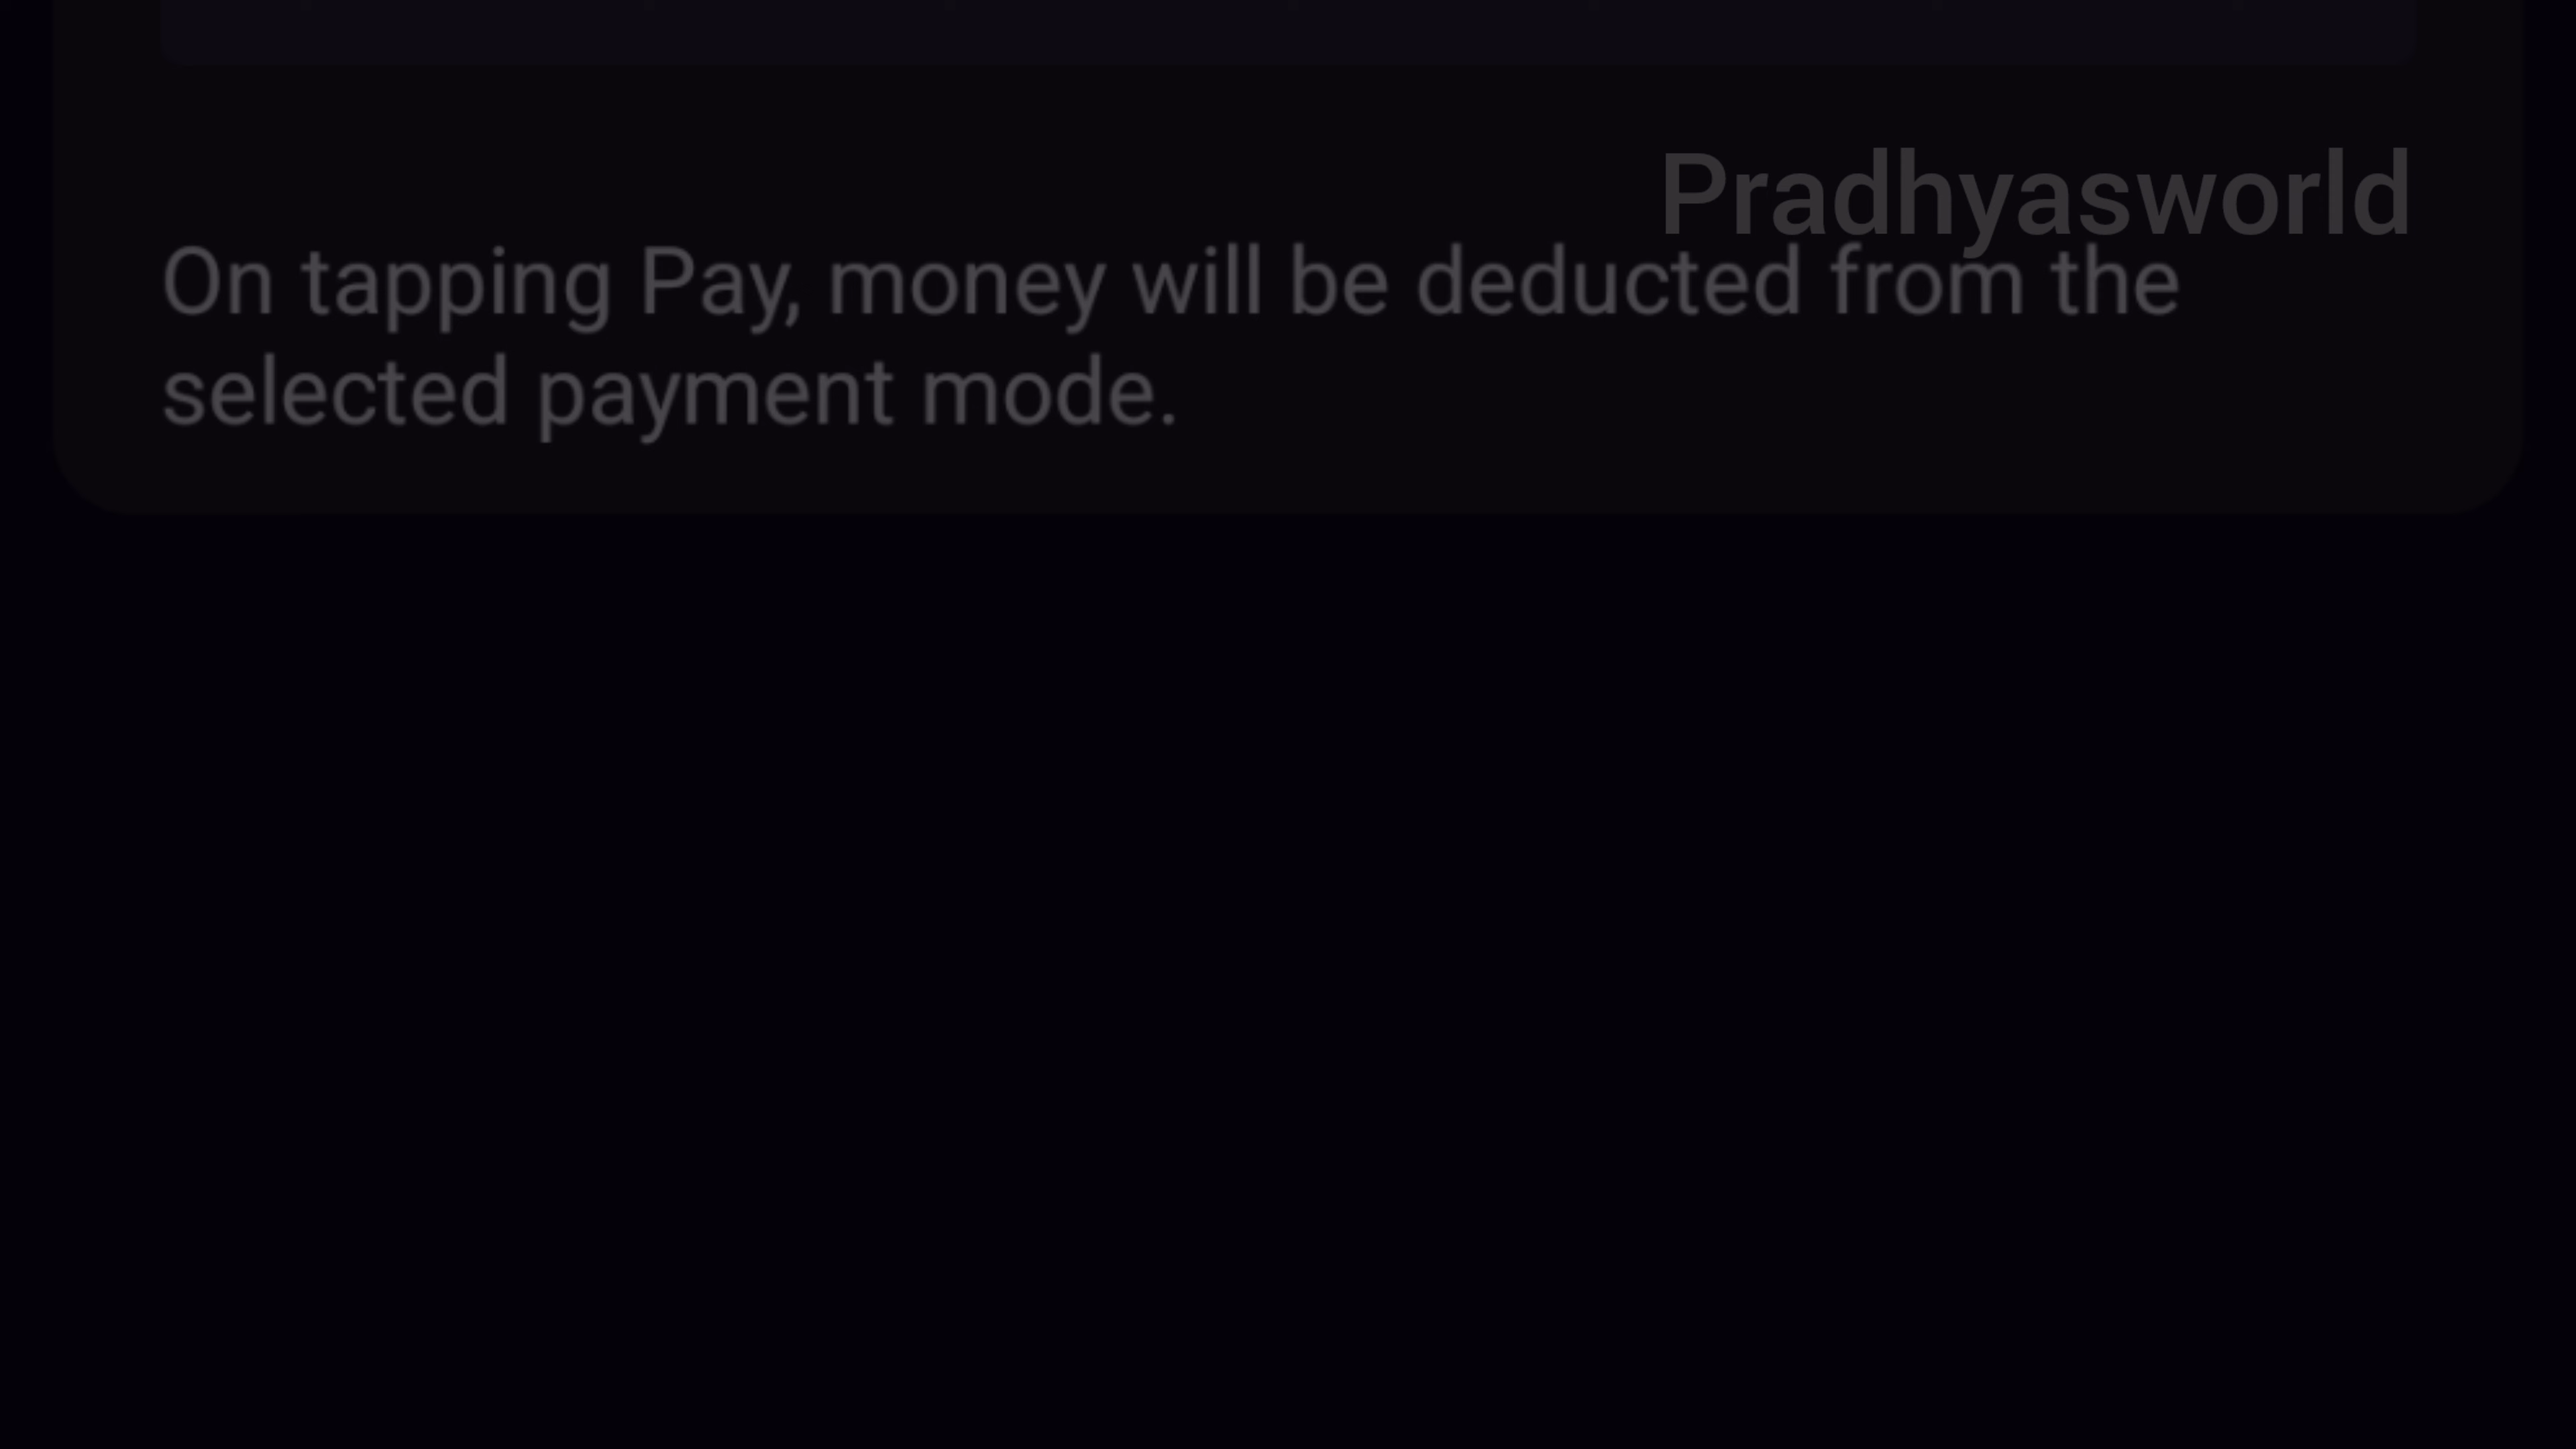 Pradhyasworld
On tapping Pay, money will be deducted from the
selected payment mode.